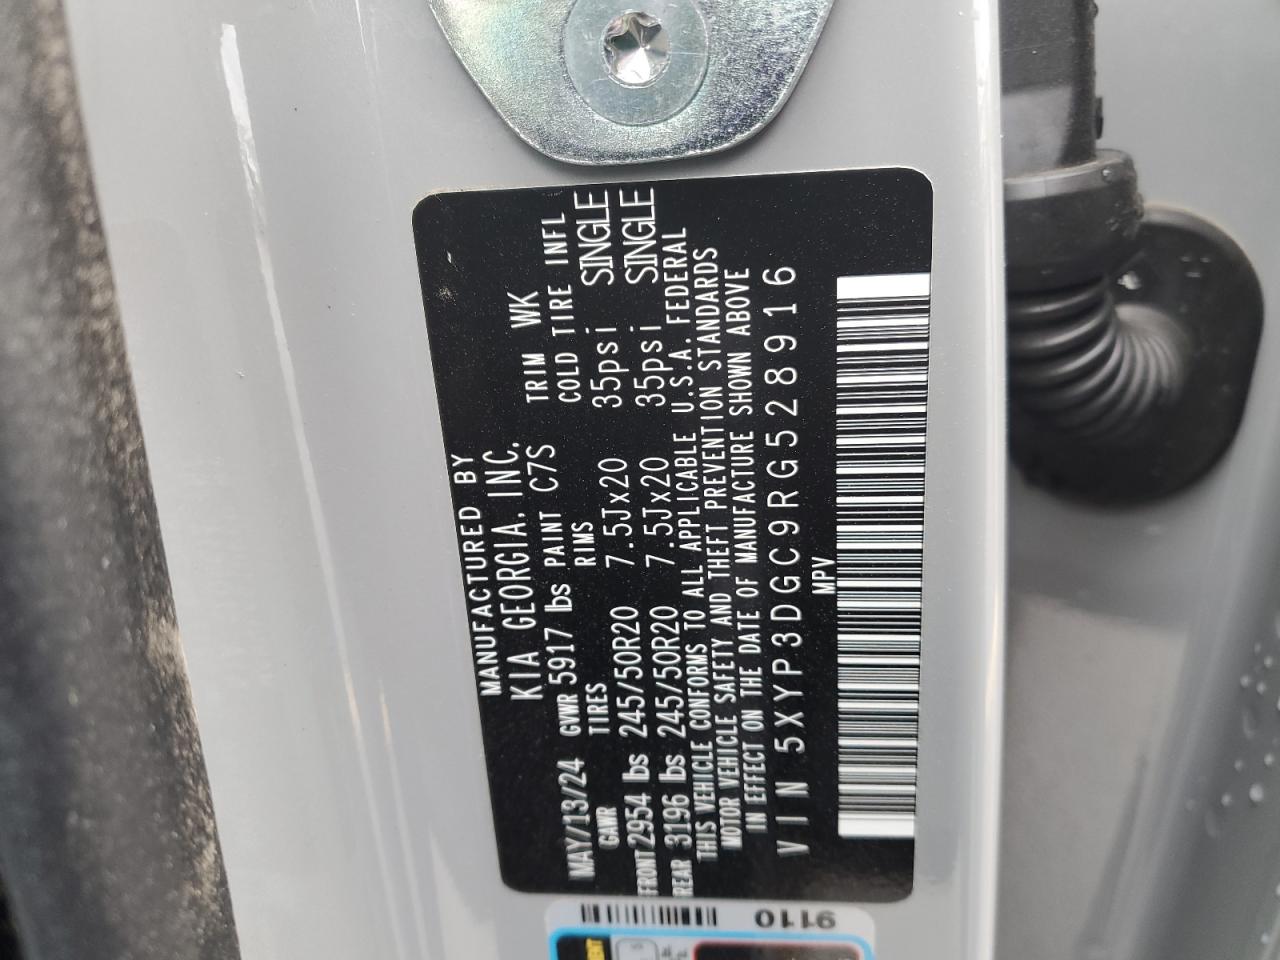 MANUFACTURED BY
KIA GEORGIA, INC.
MAY/13/24 GVWR 5917 lbs PAINT C7S TRIM WK
GAWR TIRES RIMS COLD TIRE INFL
FRONT 2954 lbs 245/50R20 7.5Jx20 35psi SINGLE
REAR 3196 lbs 245/50R20 7.5Jx20 35psi SINGLE
THIS VEHICLE CONFORMS TO ALL APPLICABLE U.S.A. FEDERAL
MOTOR VEHICLE SAFETY AND THEFT PREVENTION STANDARDS
IN EFFECT ON THE DATE OF MANUFACTURE SHOWN ABOVE
VIN 5XYP3DGC9RG528916
MPV
9110